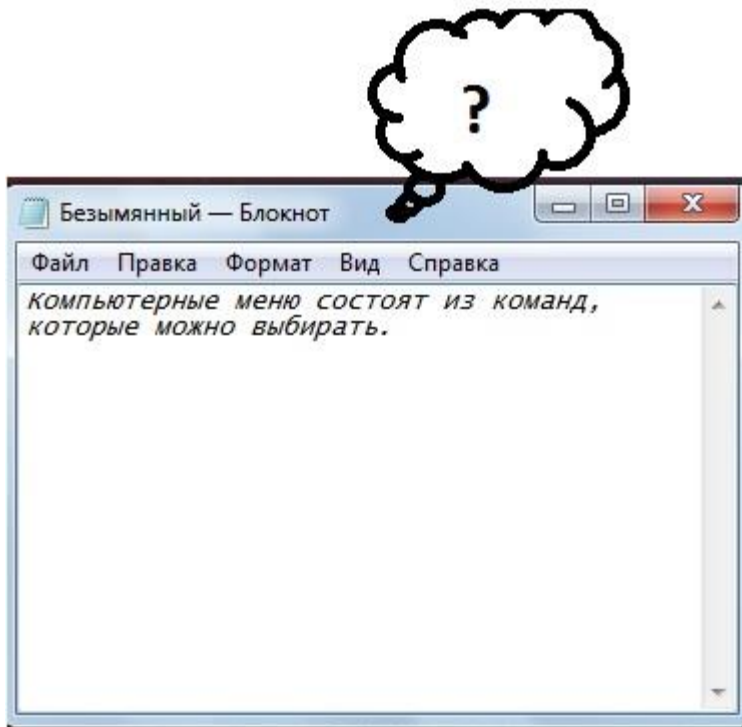 ?
Безымянный — Блокнот
Файл Правка Формат Вид Справка
Компьютерные меню состоят из команд,
которые можно выбирать.